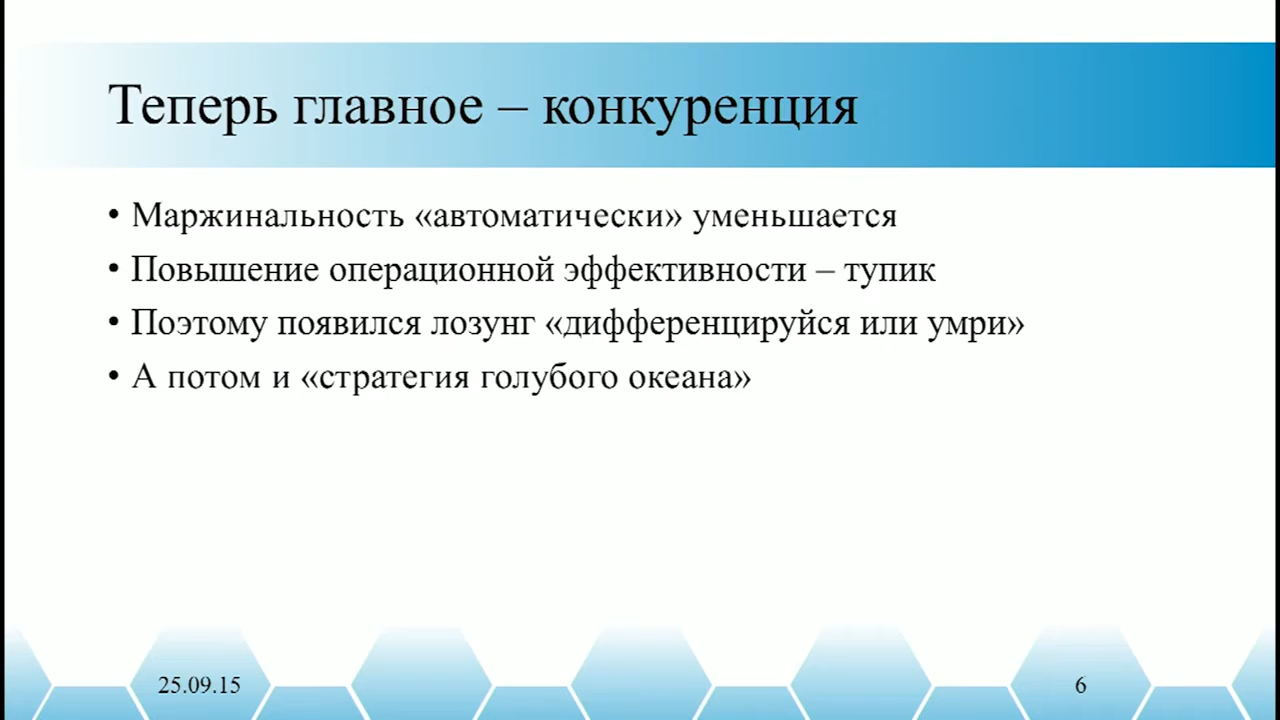 Теперь главное – конкуренция
• Маржинальность «автоматически» уменьшается
• Повышение операционной эффективности – тупик
• Поэтому появился лозунг «дифференцируйся или умри»
• А потом и «стратегия голубого океана»
25.09.15
6